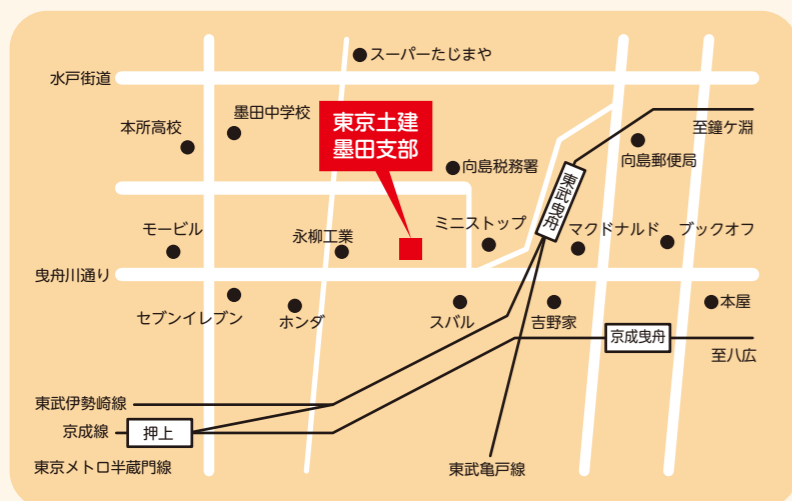 スーパーたじまや
水戸街道
墨田中学校
本所高校
東京土建
墨田支部
至鐘ケ淵
向島郵便局
向島税務署
東武曳舟
モービル
永柳工業
ミニストップ
マクドナルド
ブックオフ
曳舟川通り
セブンイレブン
ホンダ
スバル
吉野家
本屋
京成曳舟
至八広
東武伊勢崎線
京成線
押上
東京メトロ半蔵門線
東武亀戸線